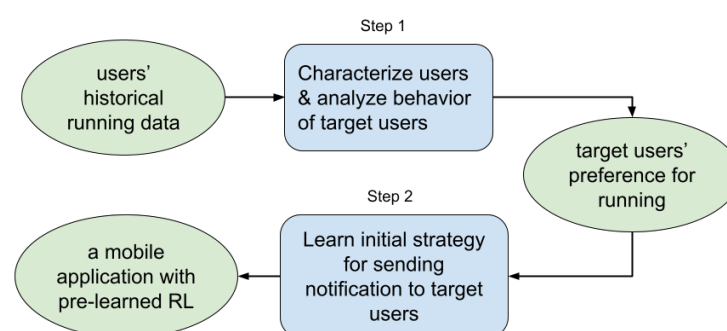 Step 1
users'
historical
running data
Characterize users
& analyze behavior
of target users
target users'
preference for
running
Step 2
Learn initial strategy
for sending
notification to target
users
a mobile
application with
pre-learned RL